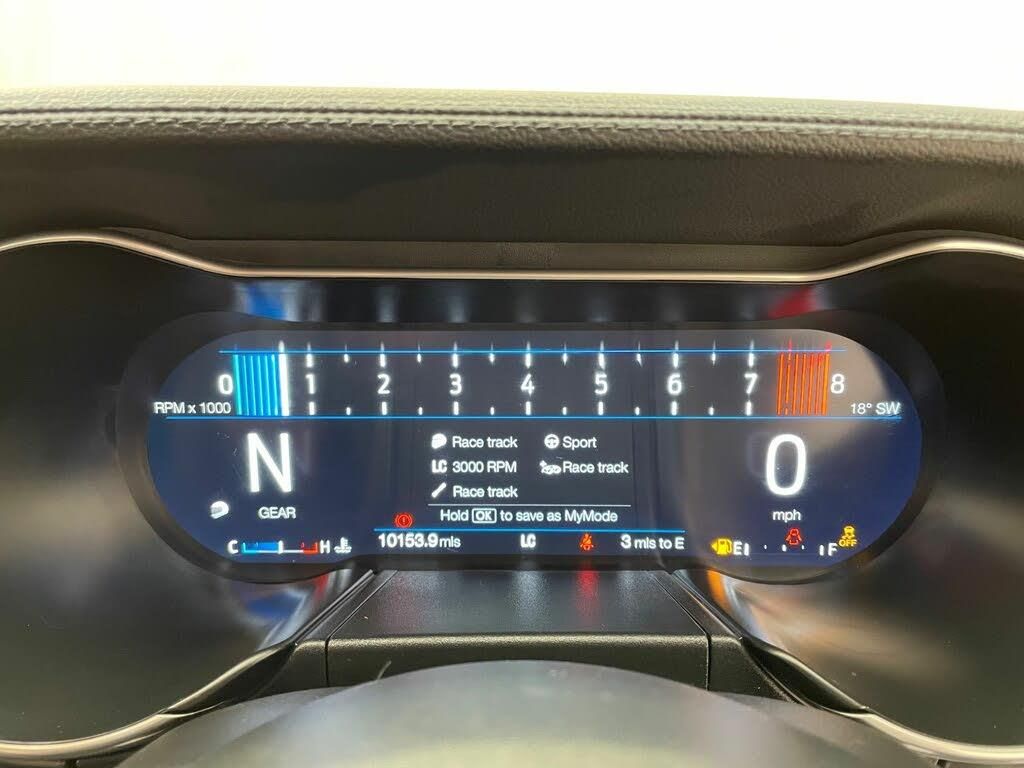 0 1 2 3 4 5 6 7 8
RPM x 1000
18° SW
N
GEAR
Race track Sport
LC 3000 RPM Race track
Race track
Hold OK to save as MyMode
0
mph
C H
10153.9 mls LC 3 mls to E
E F
OFF